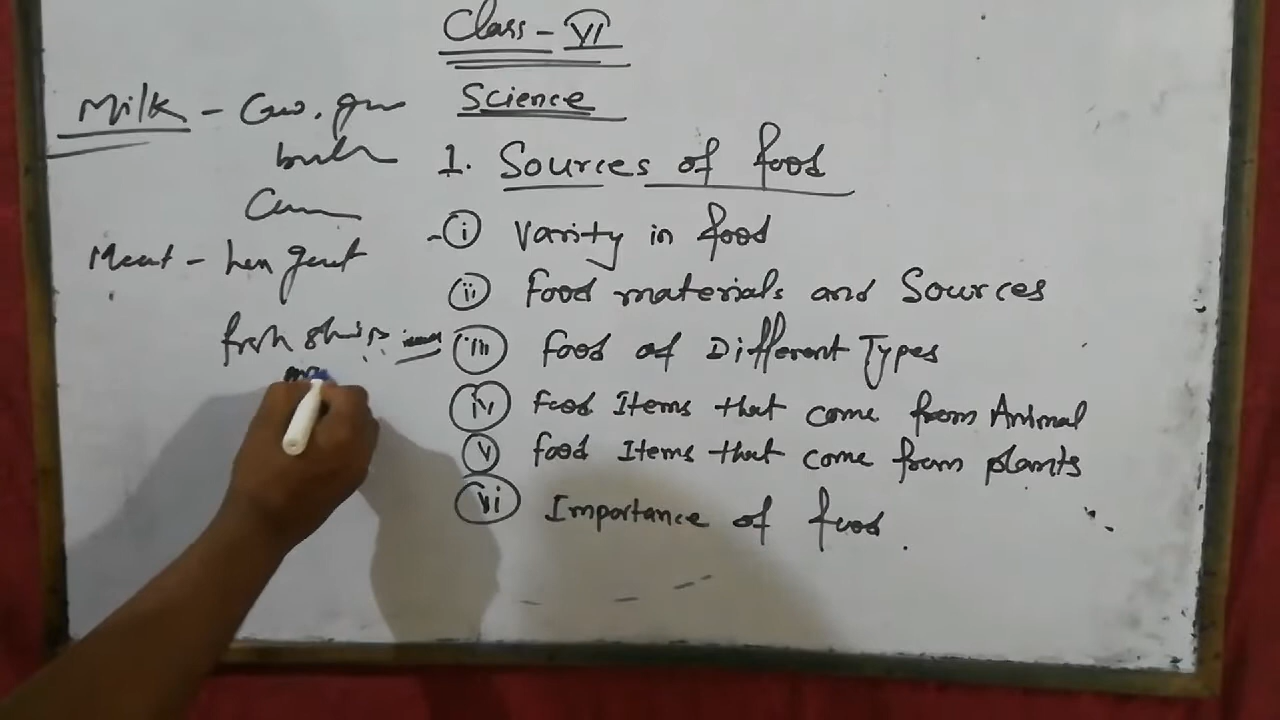 Class - VI
Science
1. Sources of food
i Varity in food
ii Food materials and Sources
iii Food of Different Types
iv Food Items that come from Animal
v Food Items that come from plants
vi Importance of food.
Milk - Cow,
Meat - hen